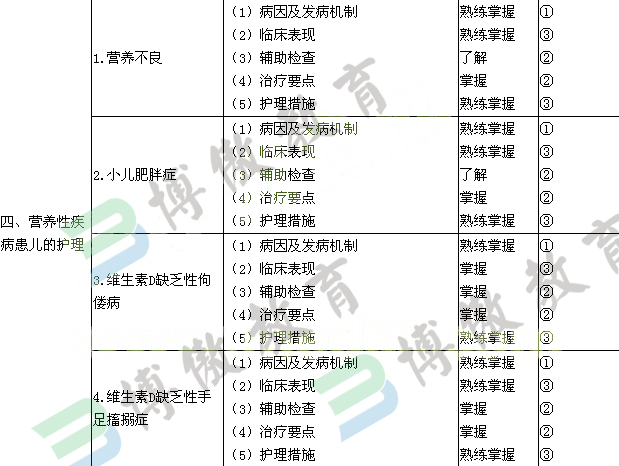 四、营养性疾
病患儿的护理
1.营养不良
(1) 病因及发病机制 熟练掌握 ①
(2) 临床表现 熟练掌握 ③
(3) 辅助检查 了解 ②
(4) 治疗要点 掌握 ②
(5) 护理措施 熟练掌握 ③
2.小儿肥胖症
(1) 病因及发病机制 熟练掌握 ①
(2) 临床表现 熟练掌握 ③
(3) 辅助检查 了解 ②
(4) 治疗要点 掌握 ②
(5) 护理措施 熟练掌握 ③
3.维生素D缺乏性佝
偻病
(1) 病因及发病机制 熟练掌握 ①
(2) 临床表现 掌握 ③
(3) 辅助检查 掌握 ②
(4) 治疗要点 掌握 ②
(5) 护理措施 熟练掌握 ③
4.维生素D缺乏性手
足搐搦症
(1) 病因及发病机制 熟练掌握 ①
(2) 临床表现 熟练掌握 ③
(3) 辅助检查 掌握 ②
(4) 治疗要点 掌握 ②
(5) 护理措施 熟练掌握 ③
博傲教育
博傲教育
博傲教育